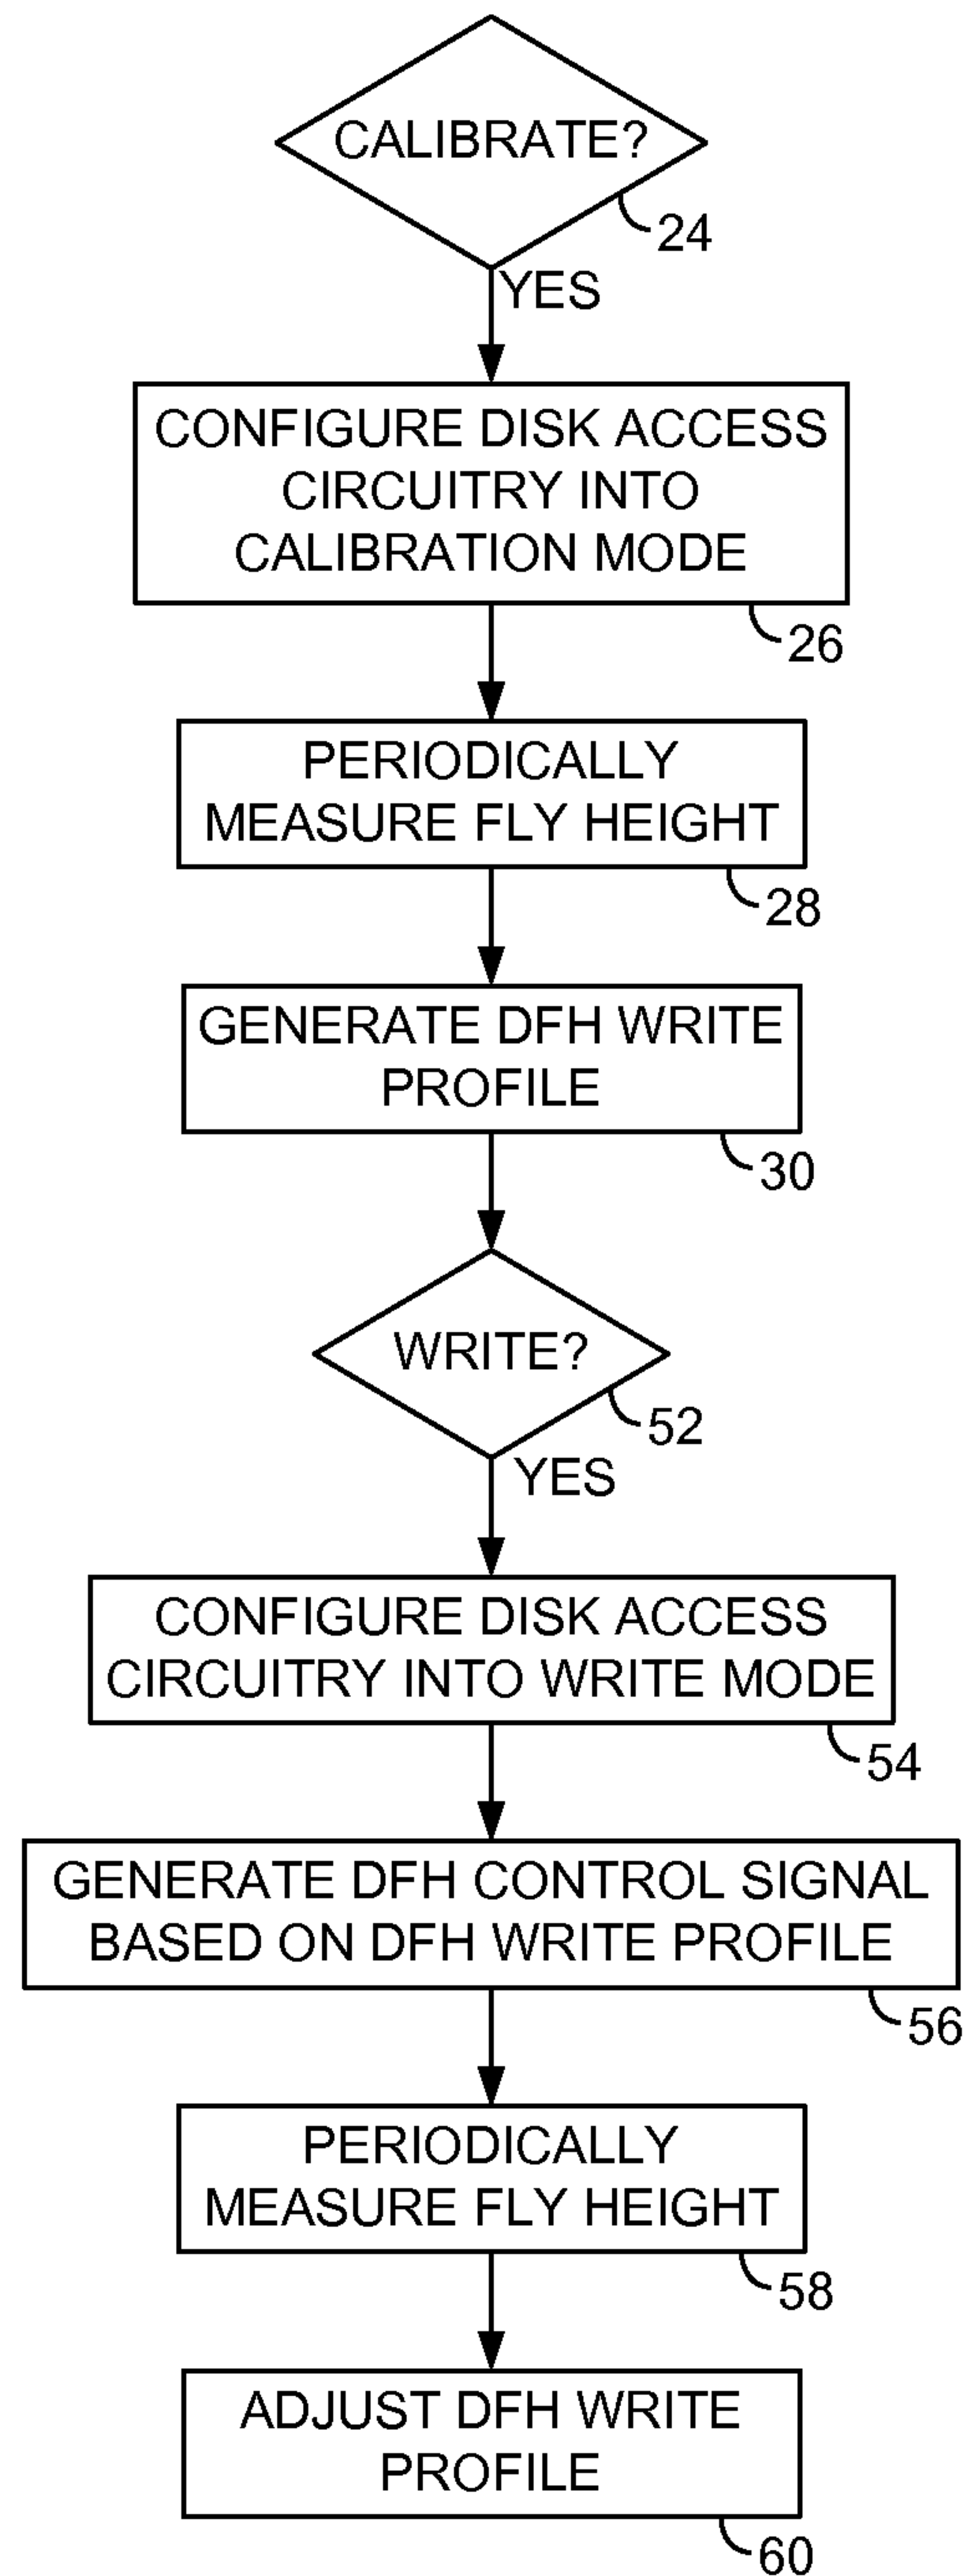 CALIBRATE?
24
YES
CONFIGURE DISK ACCESS
CIRCUITRY INTO
CALIBRATION MODE
26
PERIODICALLY
MEASURE FLY HEIGHT
28
GENERATE DFH WRITE
PROFILE
30
WRITE?
52
YES
CONFIGURE DISK ACCESS
CIRCUITRY INTO WRITE MODE
54
GENERATE DFH CONTROL SIGNAL
BASED ON DFH WRITE PROFILE
56
PERIODICALLY
MEASURE FLY HEIGHT
58
ADJUST DFH WRITE
PROFILE
60